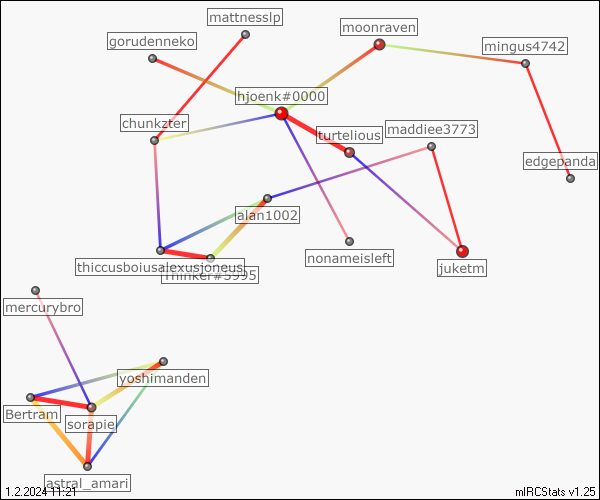 mattnesslp
gorudenneko
moonraven
mingus4742
hjoenk#0000
chunkzter
turtelious
maddiee3773
edgepanda
alan1002
nonameisleft
thiccsboiusalexusjoneus
Thinker#5995
juketm
mercurybro
yoshimanden
Bertram
sorapie
astral_amari
1.2.2024 11:21
mIRCStats v1.25